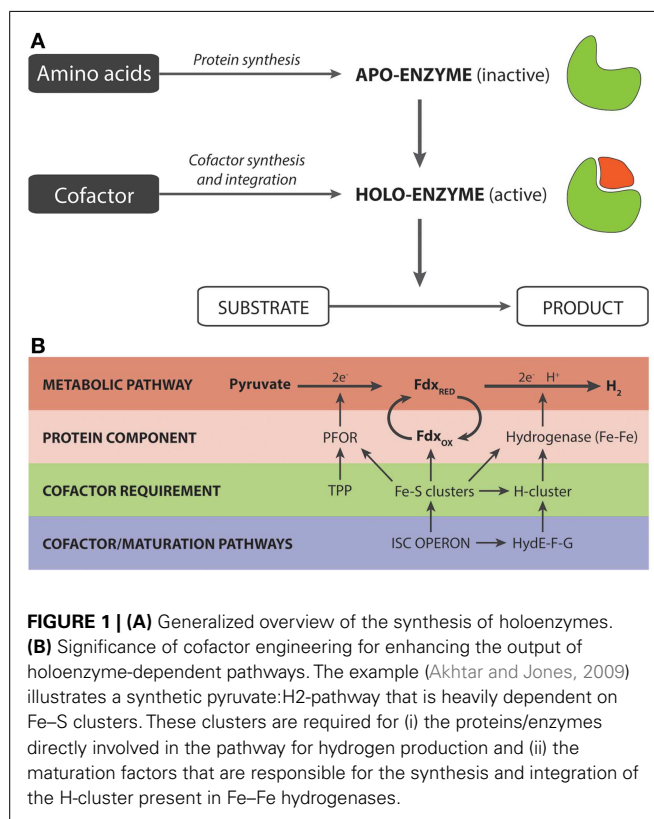 A
Amino acids
Protein synthesis
APO-ENZYME (inactive)
Cofactor
Cofactor synthesis
and integration
HOLO-ENZYME (active)
SUBSTRATE
PRODUCT
B
METABOLIC PATHWAY
Pyruvate
2e⁻
Fdx_RED
2e⁻ H⁺
H₂
PROTEIN COMPONENT
PFOR
Fdx_OX
Hydrogenase (Fe-Fe)
COFACTOR REQUIREMENT
TPP
Fe-S clusters
H-cluster
COFACTOR/MATURATION PATHWAYS
ISC OPERON
HydE-F-G
FIGURE 1 | (A) Generalized overview of the synthesis of holoenzymes.
(B) Significance of cofactor engineering for enhancing the output of
holoenzyme-dependent pathways. The example (Akhtar and Jones, 2009)
illustrates a synthetic pyruvate:H2-pathway that is heavily dependent on
Fe–S clusters. These clusters are required for (i) the proteins/enzymes
directly involved in the pathway for hydrogen production and (ii) the
maturation factors that are responsible for the synthesis and integration of
the H-cluster present in Fe–Fe hydrogenases.